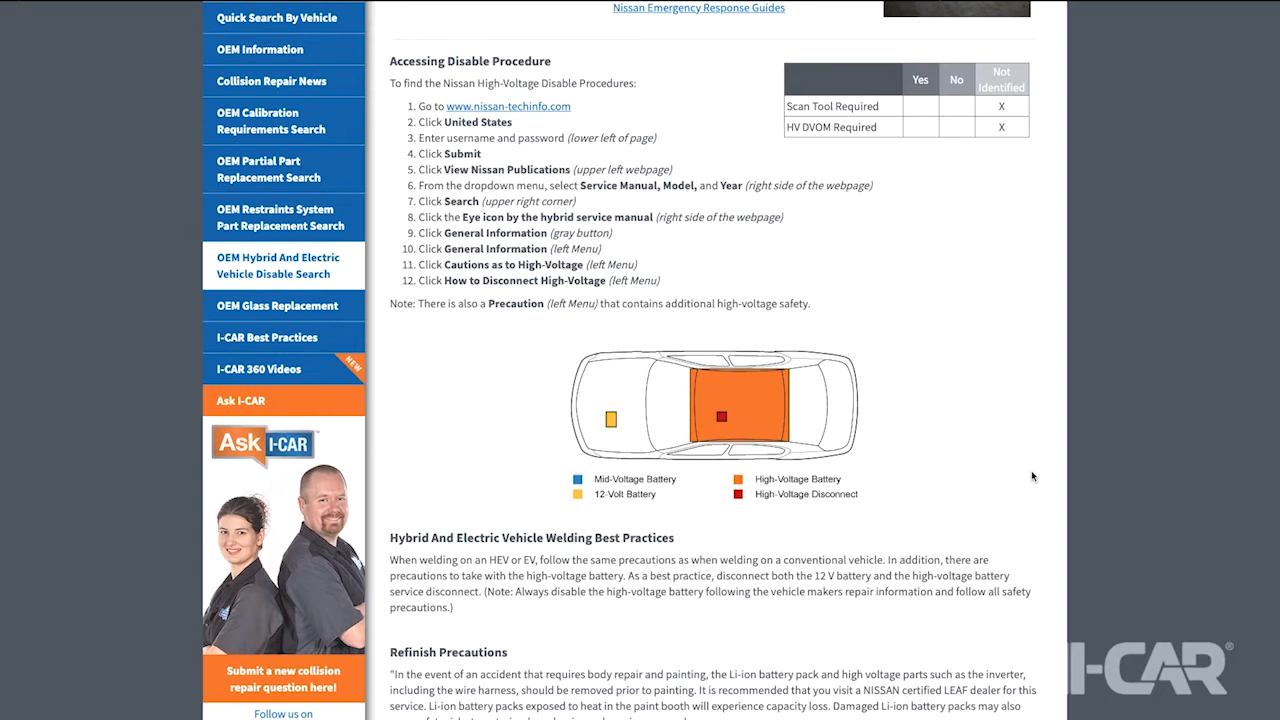 Quick Search By Vehicle
OEM Information
Collision Repair News
OEM Calibration
Requirements Search
OEM Partial Part
Replacement Search
OEM Restraints System
Part Replacement Search
OEM Hybrid And Electric
Vehicle Disable Search
OEM Glass Replacement
I-CAR Best Practices
I-CAR 360 Videos
NEW
Ask I-CAR
Ask I-CAR
Submit a new collision
repair question here!
Follow us on
Nissan Emergency Response Guides
Accessing Disable Procedure
To find the Nissan High-Voltage Disable Procedures:
1. Go to www.nissan-techinfo.com
2. Click United States
3. Enter username and password (lower left of page)
4. Click Submit
5. Click View Nissan Publications (upper left webpage)
6. From the dropdown menu, select Service Manual, Model, and Year (right side of the webpage)
7. Click Search (upper right corner)
8. Click the Eye icon by the hybrid service manual (right side of the webpage)
9. Click General Information (gray button)
10. Click General Information (left Menu)
11. Click Cautions as to High-Voltage (left Menu)
12. Click How to Disconnect High-Voltage (left Menu)
Yes No Not Identified
Scan Tool Required X
HV DVOM Required X
Note: There is also a Precaution (left Menu) that contains additional high-voltage safety.
Mid-Voltage Battery High-Voltage Battery
12-Volt Battery High-Voltage Disconnect
Hybrid And Electric Vehicle Welding Best Practices
When welding on an HEV or EV, follow the same precautions as when welding on a conventional vehicle. In addition, there are
precautions to take with the high-voltage battery. As a best practice, disconnect both the 12 V battery and the high-voltage battery
service disconnect. (Note: Always disable the high-voltage battery following the vehicle makers repair information and follow all safety
precautions.)
Refinish Precautions
"In the event of an accident that requires body repair and painting, the Li-ion battery pack and high voltage parts such as the inverter,
including the wire harness, should be removed prior to painting. It is recommended that you visit a NISSAN certified LEAF dealer for this
service. Li-ion battery packs exposed to heat in the paint booth will experience capacity loss. Damaged Li-ion battery packs may also
I-CAR®